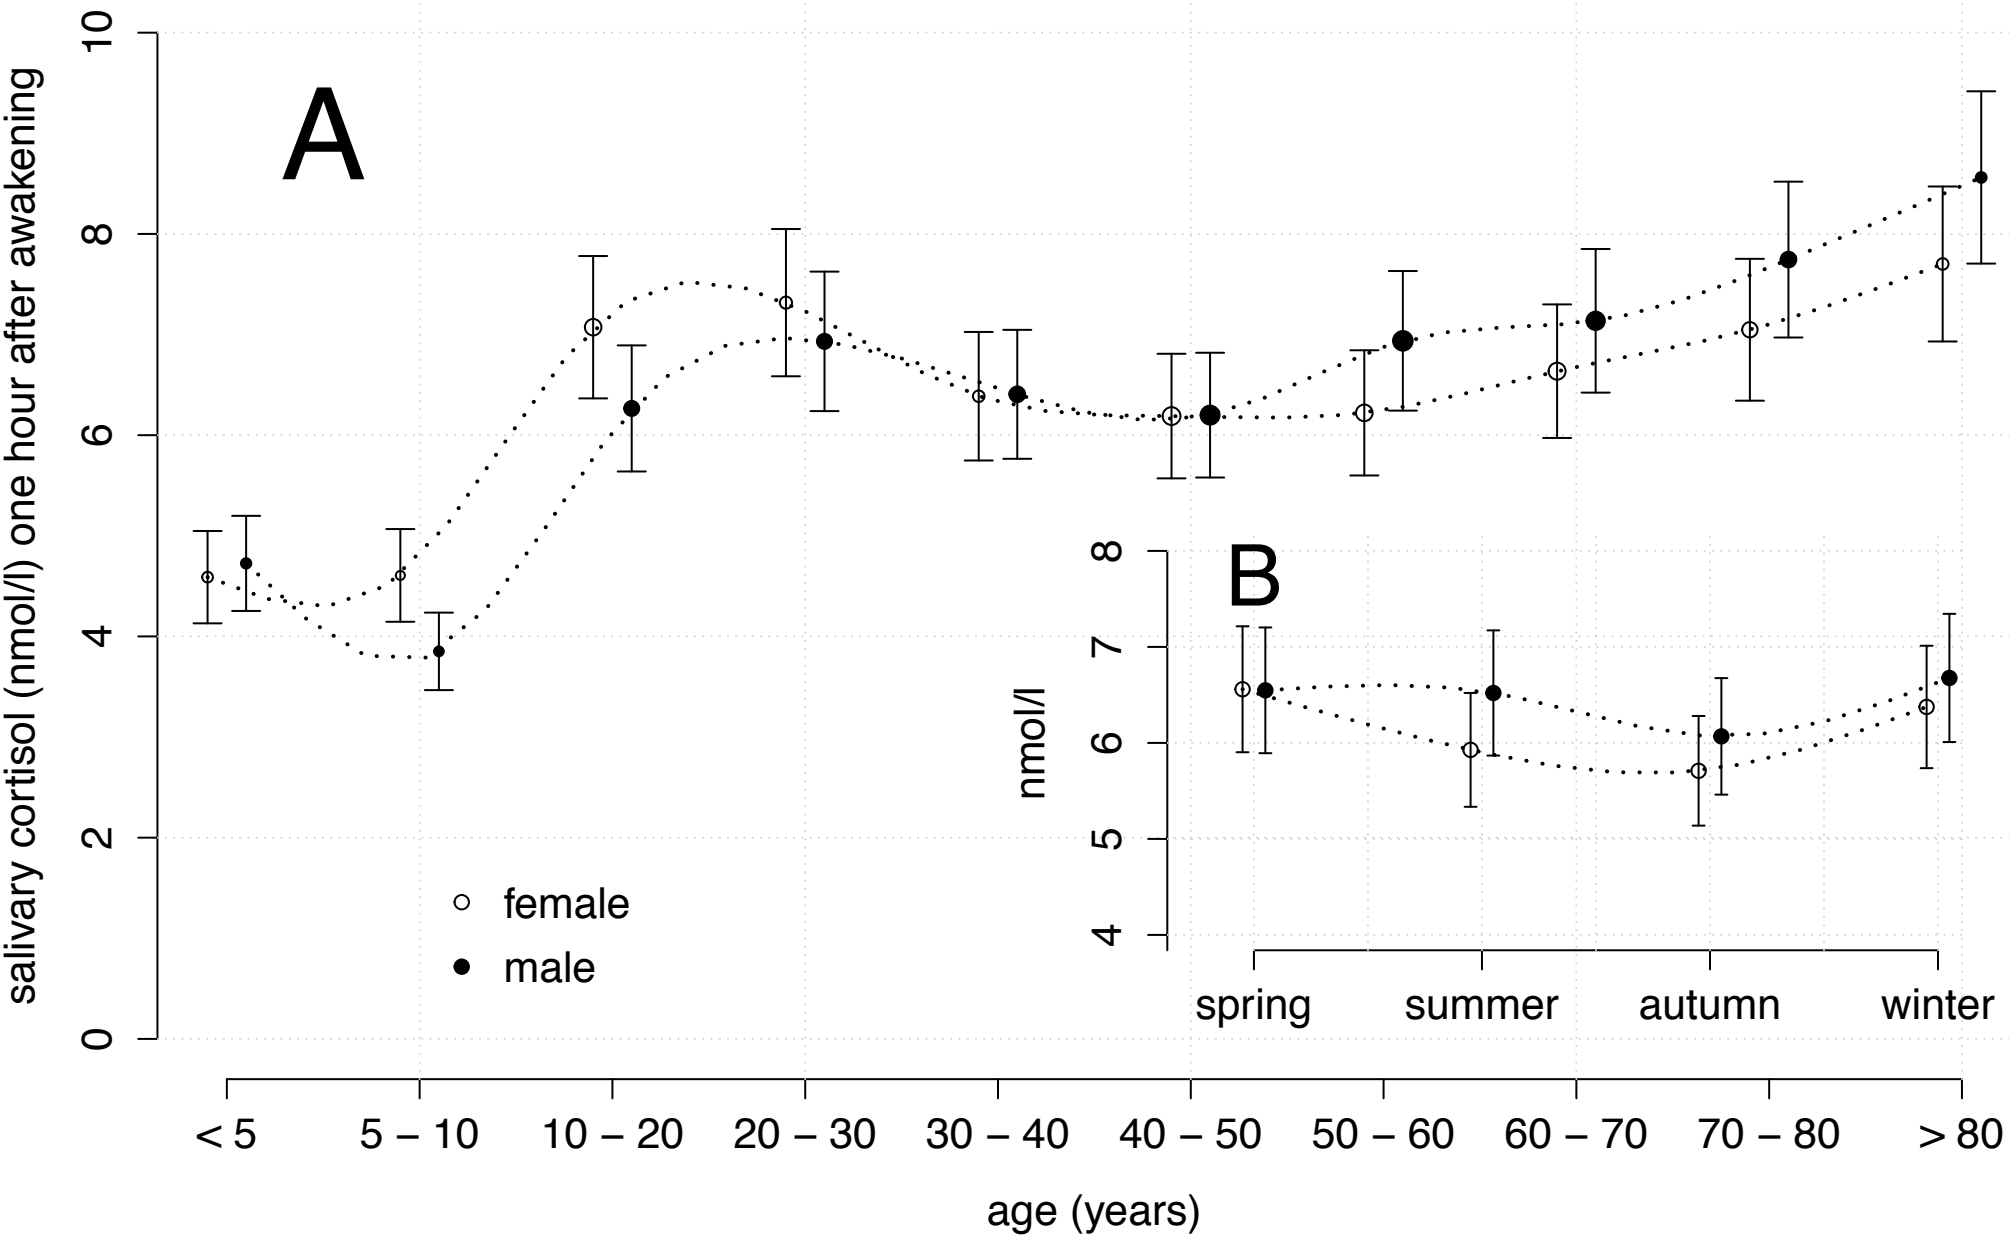 salivary cortisol (nmol/l) one hour after awakening
10
8
6
4
2
0
A
female
male
B
nmol/l
8
7
6
5
4
spring summer autumn winter
< 5 5 – 10 10 – 20 20 – 30 30 – 40 40 – 50 50 – 60 60 – 70 70 – 80 > 80
age (years)